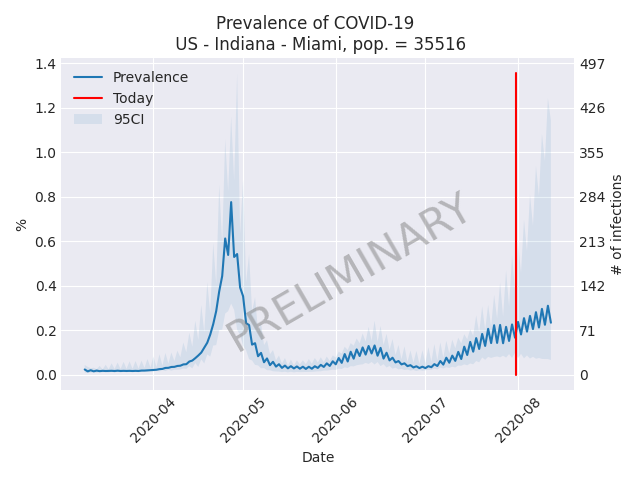 Prevalence of COVID-19
US - Indiana - Miami, pop. = 35516
Prevalence
Today
95CI
PRELIMINARY
%
1.4
1.2
1.0
0.8
0.6
0.4
0.2
0.0
497
426
355
284
213
142
71
0
# of infections
2020-04
2020-05
2020-06
2020-07
2020-08
Date